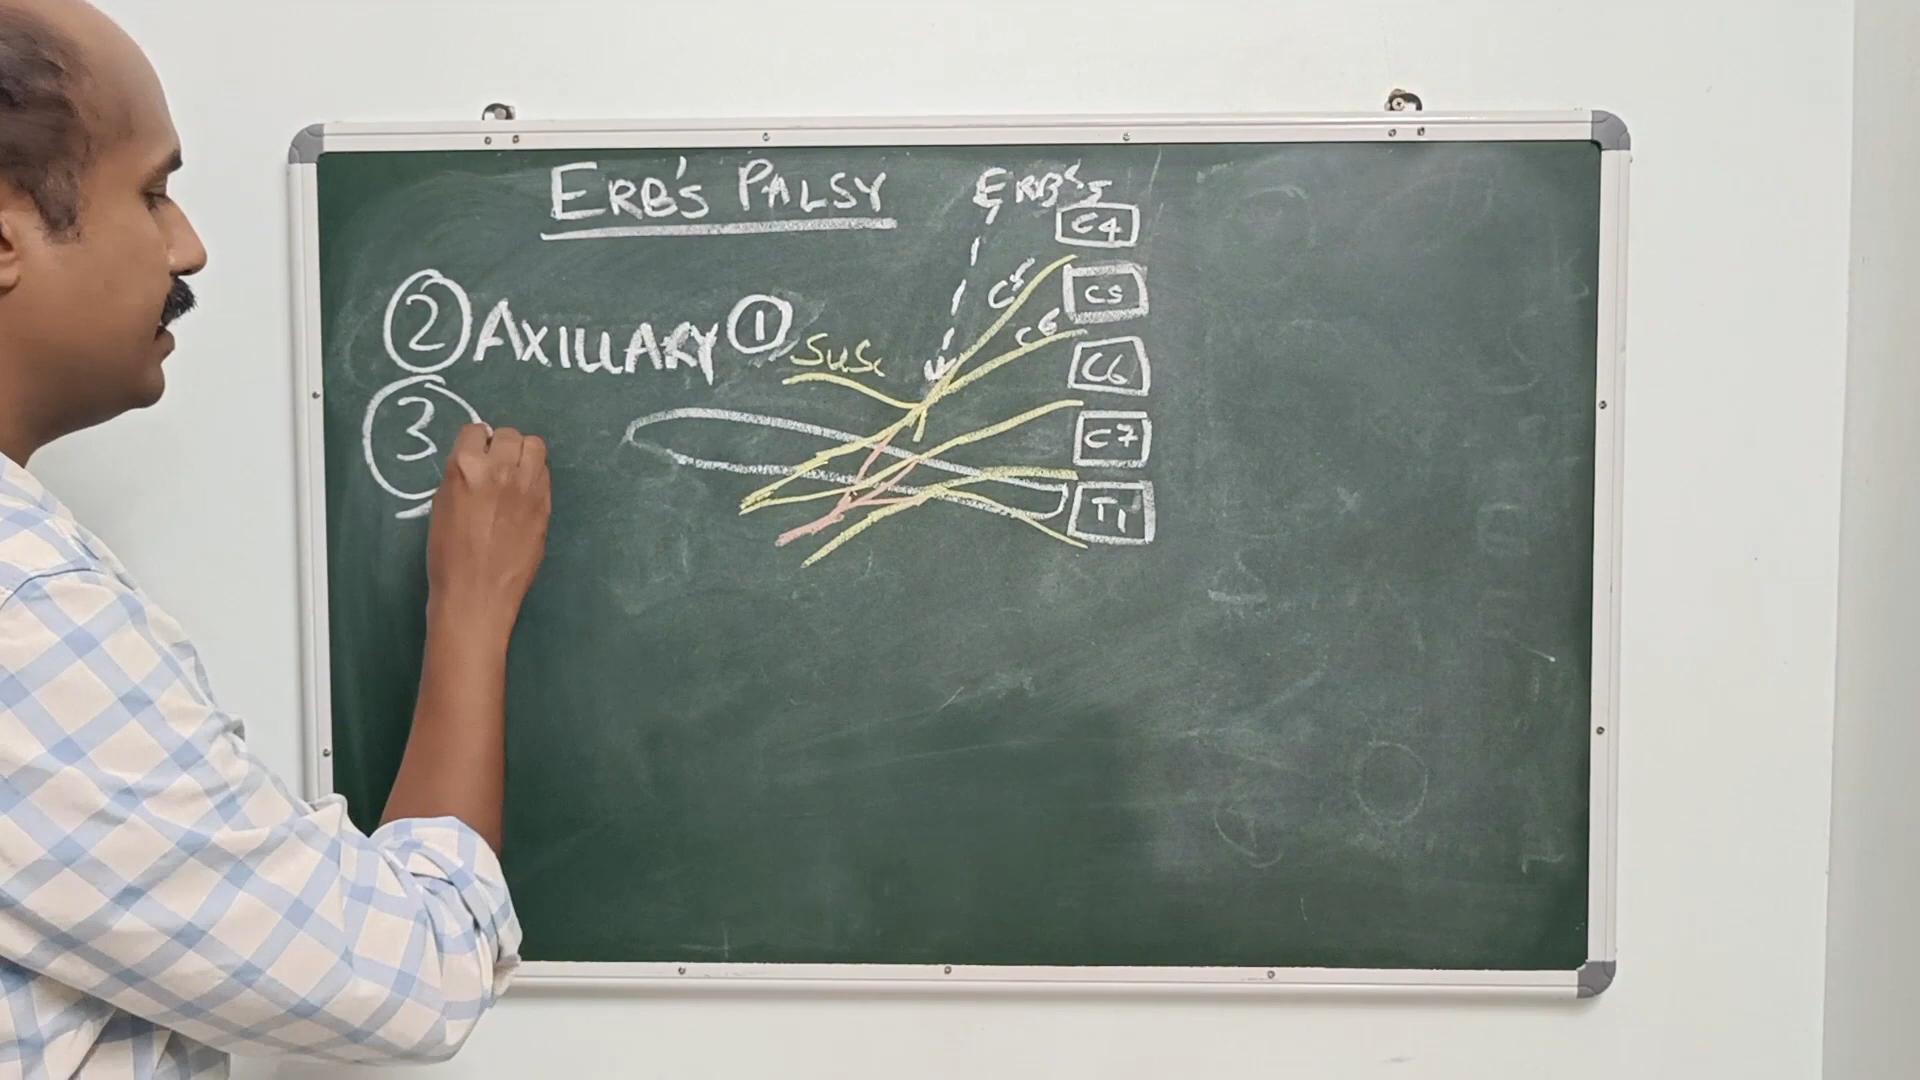 ERB'S PALSY
ERB'S
C4
C5
C5
C6
C6
C7
T1
② AXILLARY ① SUSC
③